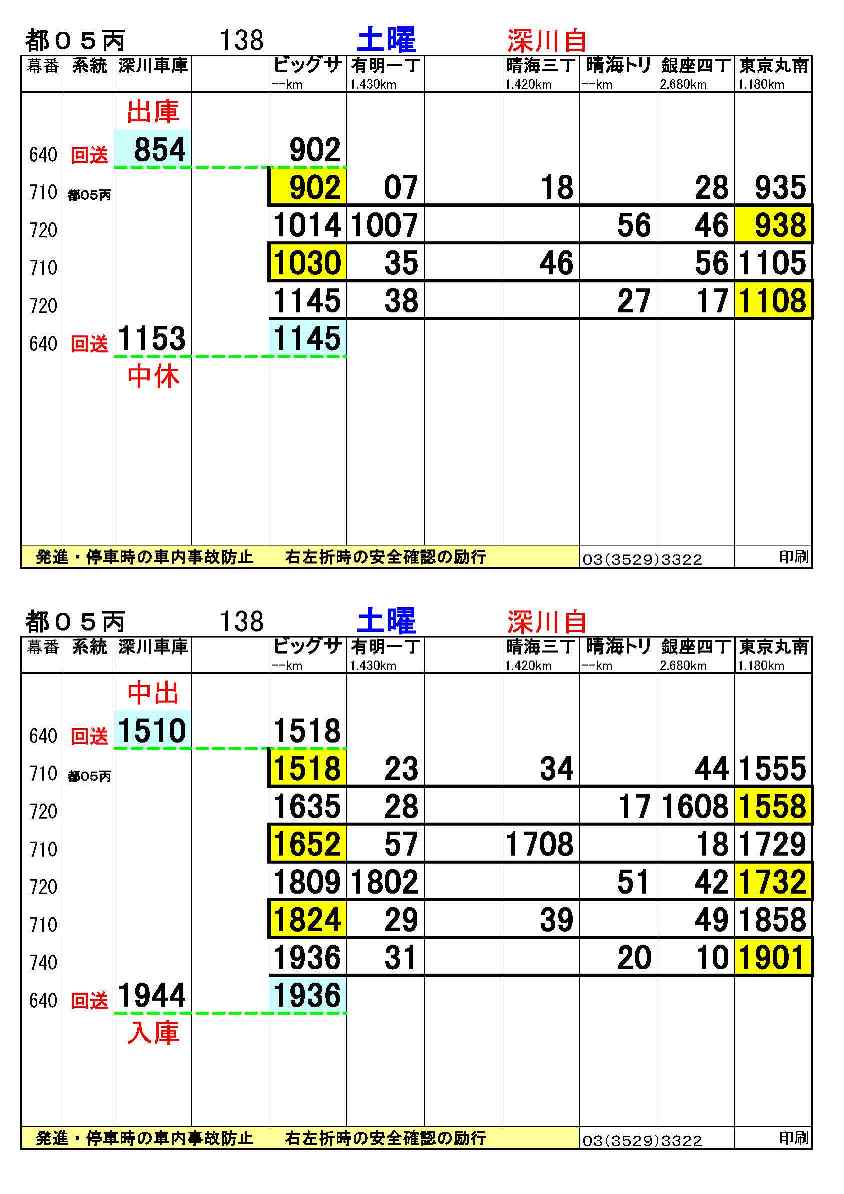 都０５丙 138 土曜 深川自
幕番 系統 深川車庫 ビッグサ 有明一丁 晴海三丁 晴海トリ 銀座四丁 東京丸南
--km 1.430km 1.420km --km 2.680km 1.180km
出庫
640 回送 854 902
710 都05丙 902 07 18 28 935
720 1014 1007 56 46 938
710 1030 35 46 56 1105
720 1145 38 27 17 1108
640 回送 1153 1145
中休
発進・停車時の車内事故防止 右左折時の安全確認の励行 03(3529)3322 印刷
都０５丙 138 土曜 深川自
幕番 系統 深川車庫 ビッグサ 有明一丁 晴海三丁 晴海トリ 銀座四丁 東京丸南
--km 1.430km 1.420km --km 2.680km 1.180km
中出
640 回送 1510 1518
710 都05丙 1518 23 34 44 1555
720 1635 28 17 1608 1558
710 1652 57 1708 18 1729
720 1809 1802 51 42 1732
710 1824 29 39 49 1858
740 1936 31 20 10 1901
640 回送 1944 1936
入庫
発進・停車時の車内事故防止 右左折時の安全確認の励行 03(3529)3322 印刷